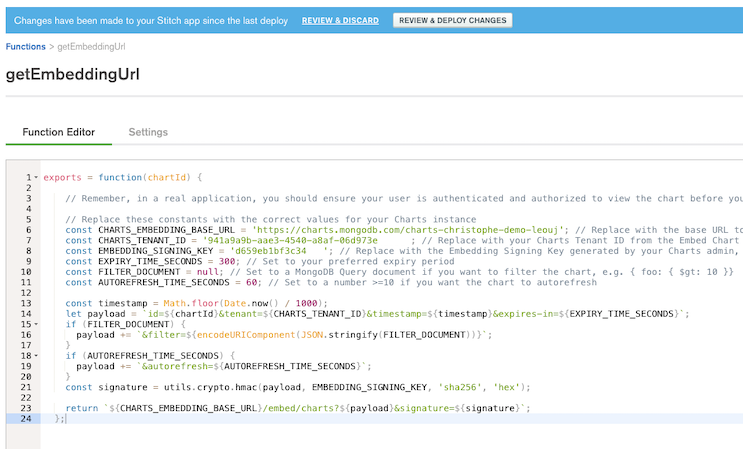 Changes have been made to your Stitch app since the last deploy REVIEW & DISCARD REVIEW & DEPLOY CHANGES
Functions > getEmbeddingUrl
getEmbeddingUrl
Function Editor Settings
1 exports = function(chartId) {
2
3 // Remember, in a real application, you should ensure your user is authenticated and authorized to view the chart before you
4
5 // Replace these constants with the correct values for your Charts instance
6 const CHARTS_EMBEDDING_BASE_URL = 'https://charts.mongodb.com/charts-christophe-demo-leouj'; // Replace with the base URL to
7 const CHARTS_TENANT_ID = '941a9a9b-aae3-4540-a8af-06d973e ; // Replace with your Charts Tenant ID from the Embed Chart
8 const EMBEDDING_SIGNING_KEY = 'd659eb1bf3c34 '; // Replace with the Embedding Signing Key generated by your Charts admin,
9 const EXPIRY_TIME_SECONDS = 300; // Set to your preferred expiry period
10 const FILTER_DOCUMENT = null; // Set to a MongoDB Query document if you want to filter the chart, e.g. { foo: { $gt: 10 }}
11 const AUTOREFRESH_TIME_SECONDS = 60; // Set to a number >=10 if you want the chart to autorefresh
12
13 const timestamp = Math.floor(Date.now() / 1000);
14 let payload = `id=${chartId}&tenant=${CHARTS_TENANT_ID}&timestamp=${timestamp}&expires-in=${EXPIRY_TIME_SECONDS}`;
15 if (FILTER_DOCUMENT) {
16 payload += `&filter=${encodeURIComponent(JSON.stringify(FILTER_DOCUMENT))}`;
17 }
18 if (AUTOREFRESH_TIME_SECONDS) {
19 payload += `&autorefresh=${AUTOREFRESH_TIME_SECONDS}`;
20 }
21 const signature = utils.crypto.hmac(payload, EMBEDDING_SIGNING_KEY, 'sha256', 'hex');
22
23 return `${CHARTS_EMBEDDING_BASE_URL}/embed/charts?${payload}&signature=${signature}`;
24 };